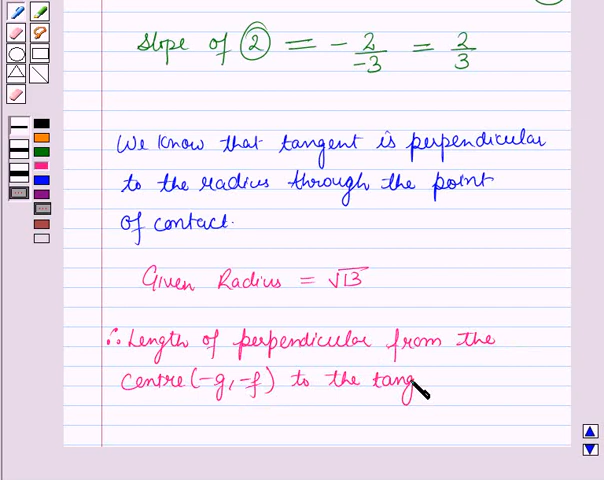 Slope of ② = - 2/-3 = 2/3
We know that tangent is perpendicular
to the radius through the point
of contact.
Given Radius = √13
∴ Length of perpendicular from the
centre (-g, -f) to the tang